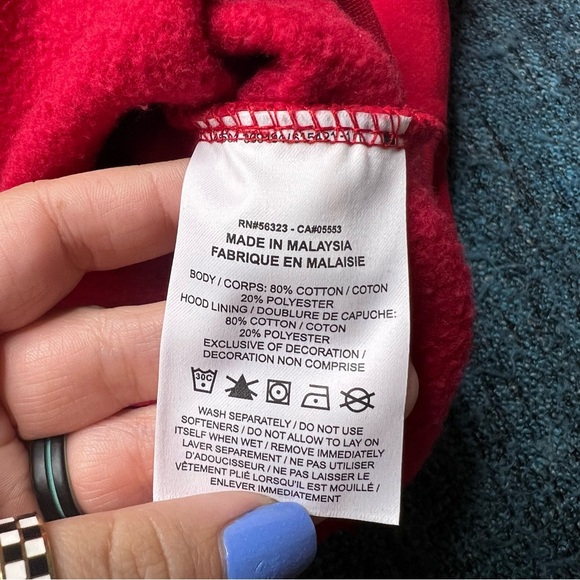 RN#56323 - CA#05553
MADE IN MALAYSIA
FABRIQUE EN MALAISIE
BODY / CORPS: 80% COTTON / COTON
20% POLYESTER
HOOD LINING / DOUBLURE DE CAPUCHE:
80% COTTON / COTON
20% POLYESTER
EXCLUSIVE OF DECORATION /
DECORATION NON COMPRISE
30C
WASH SEPARATELY / DO NOT USE
SOFTENERS / DO NOT ALLOW TO LAY ON
ITSELF WHEN WET / REMOVE IMMEDIATELY
LAVER SEPARÉMENT / NE PAS UTILISER
D'ADOUCISSEUR / NE PAS LAISSER LE
VÊTEMENT PLIÉ LORSQU'IL EST MOUILLÉ /
ENLEVER IMMEDIATEMENT